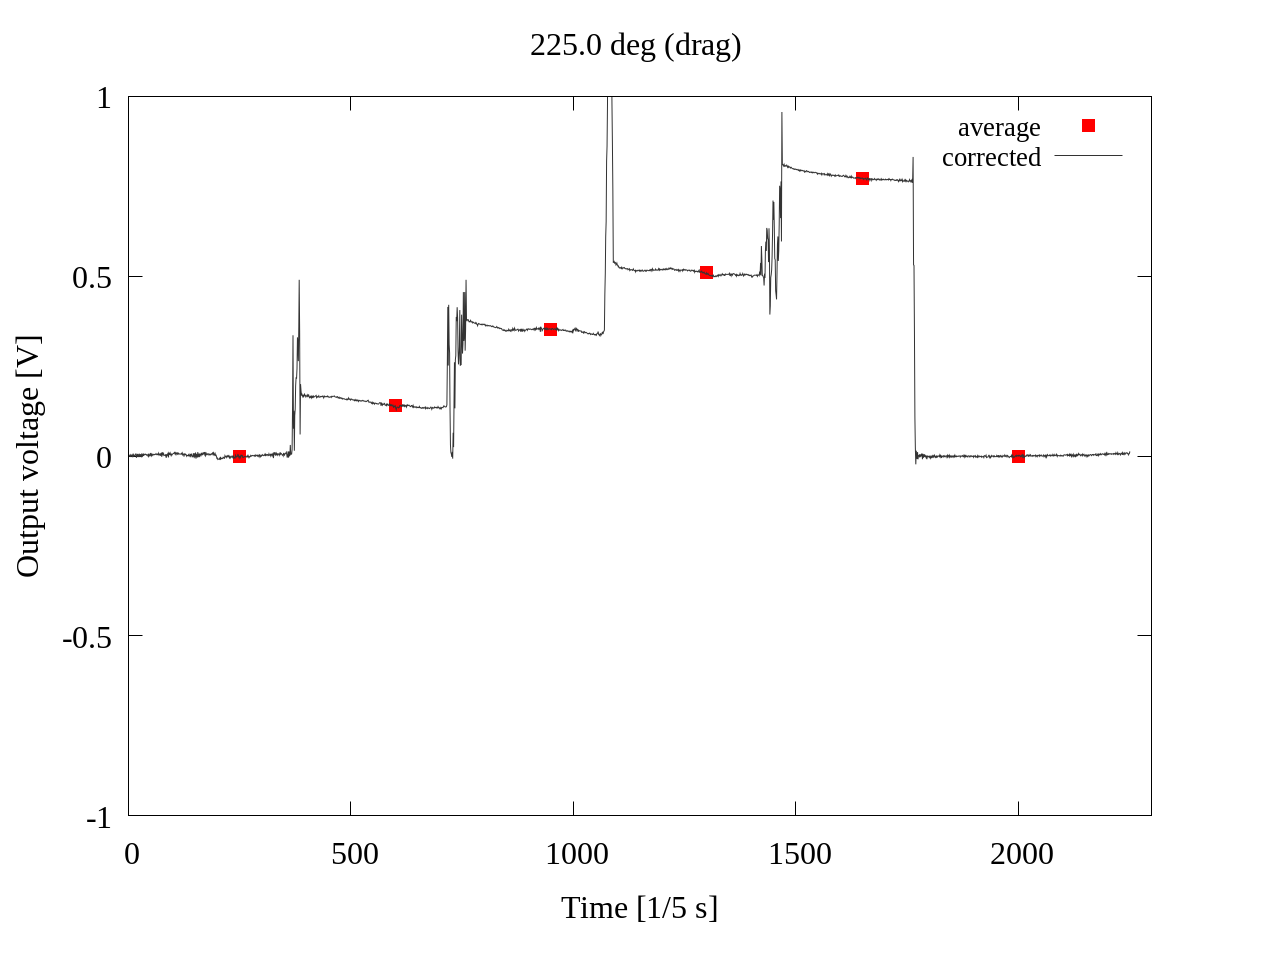 225.0 deg (drag)
1
0.5
0
-0.5
-1
average
corrected
Output voltage [V]
0 500 1000 1500 2000
Time [1/5 s]